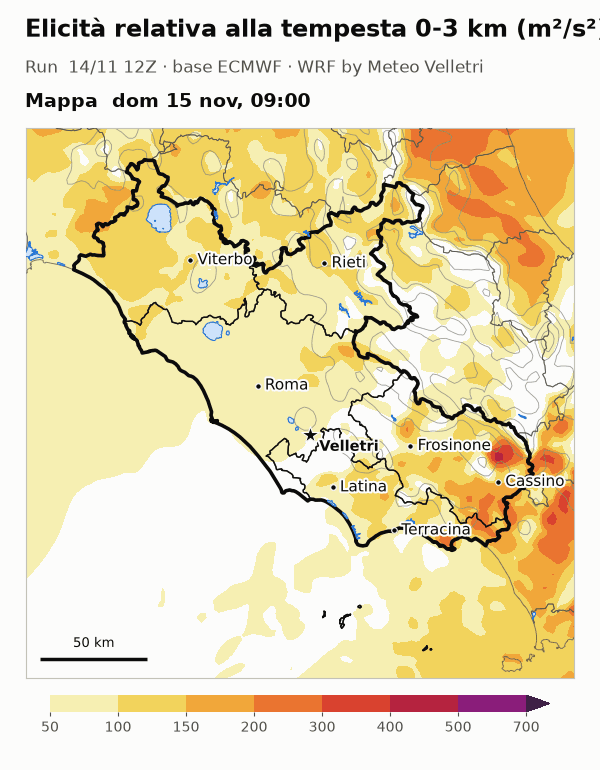 Elicità relativa alla tempesta 0-3 km (m²/s²)
Run 14/11 12Z · base ECMWF · WRF by Meteo Velletri
Mappa dom 15 nov, 09:00
Viterbo
Rieti
Roma
Velletri
Frosinone
Latina
Cassino
Terracina
50 km
50 100 150 200 300 400 500 700